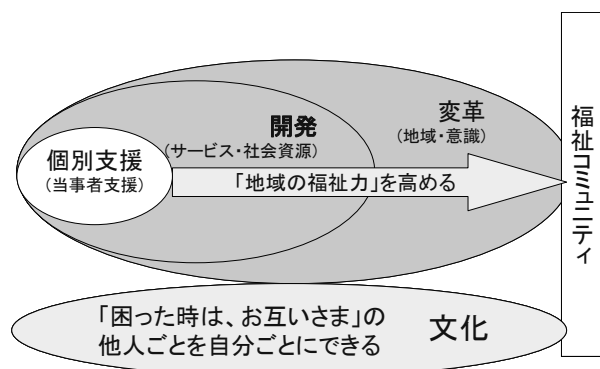 個別支援
(当事者支援)
開発
(サービス・社会資源)
変革
(地域・意識)
「地域の福祉力」を高める
福祉コミュニティ
「困った時は、お互いさま」の
他人ごとを自分ごとにできる
文化